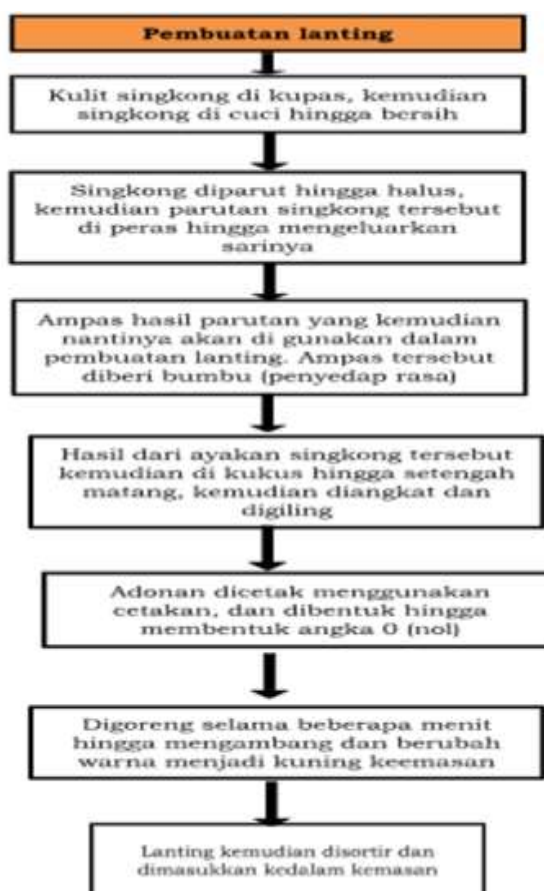 Pembuatan lanting
Kulit singkong di kupas, kemudian
singkong di cuci hingga bersih
Singkong diparut hingga halus,
kemudian parutan singkong tersebut
di peras hingga mengeluarkan
sarinya
Ampas hasil parutan yang kemudian
nantinya akan di gunakan dalam
pembuatan lanting. Ampas tersebut
diberi bumbu (penyedap rasa)
Hasil dari ayakan singkong tersebut
kemudian di kukus hingga setengah
matang, kemudian diangkat dan
digiling
Adonan dicetak menggunakan
cetakan, dan dibentuk hingga
membentuk angka 0 (nol)
Digoreng selama beberapa menit
hingga mengambang dan berubah
warna menjadi kuning keemasan
Lanting kemudian disortir dan
dimasukkan kedalam kemasan